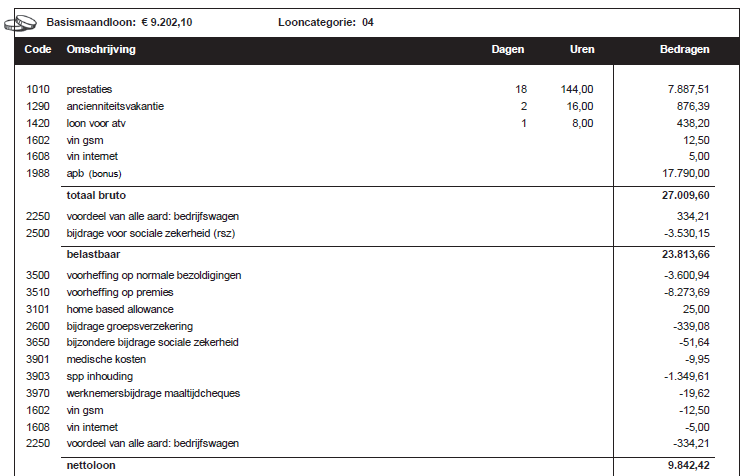 Basismaandloon: € 9.202,10 Looncategorie: 04
Code Omschrijving Dagen Uren Bedragen
1010 prestaties 18 144,00 7.887,51
1290 ancienniteitsvakantie 2 16,00 876,39
1420 loon voor atv 1 8,00 438,20
1602 vin gsm 12,50
1608 vin internet 5,00
1988 apb (bonus) 17.790,00
totaal bruto 27.009,60
2250 voordeel van alle aard: bedrijfswagen 334,21
2500 bijdrage voor sociale zekerheid (rsz) -3.530,15
belastbaar 23.813,66
3500 voorheffing op normale bezoldigingen -3.600,94
3510 voorheffing op premies -8.273,69
3101 home based allowance 25,00
2600 bijdrage groepsverzekering -339,08
3650 bijzondere bijdrage sociale zekerheid -51,64
3901 medische kosten -9,95
3903 spp inhouding -1.349,61
3970 werknemersbijdrage maaltijdcheques -19,62
1602 vin gsm -12,50
1608 vin internet -5,00
2250 voordeel van alle aard: bedrijfswagen -334,21
nettoloon 9.842,42